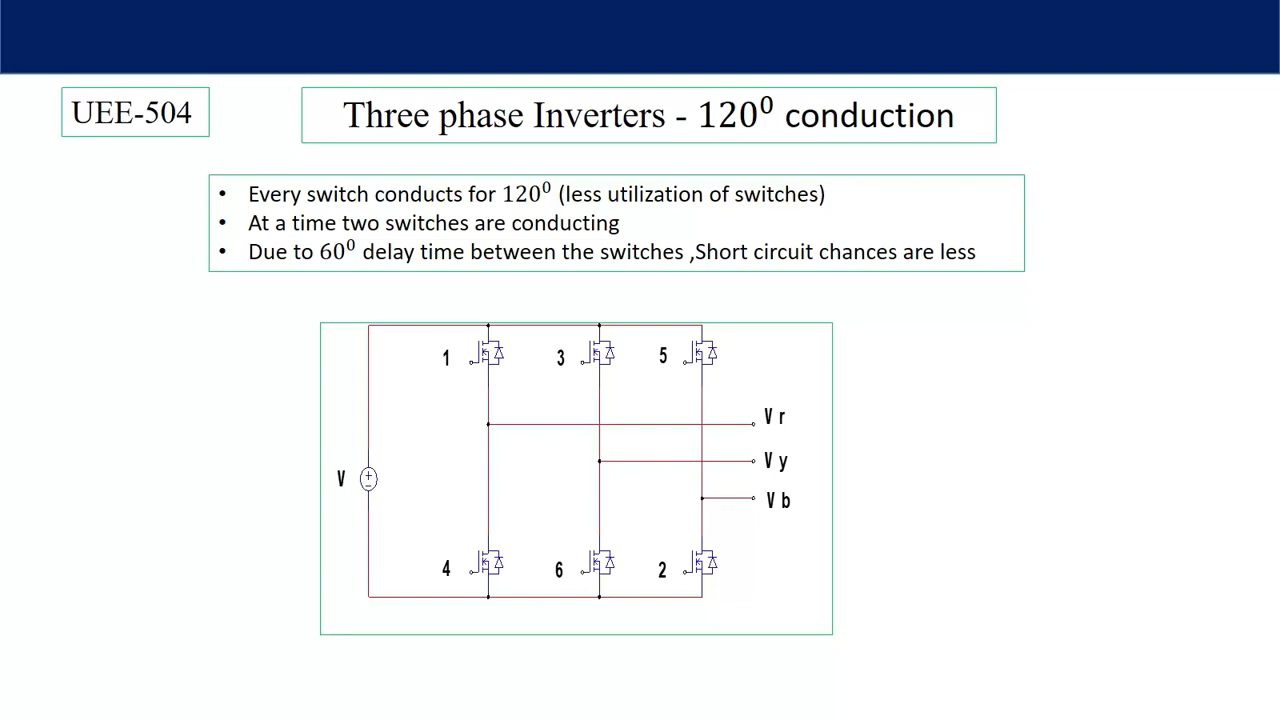 UEE-504
Three phase Inverters - 120⁰ conduction
• Every switch conducts for 120⁰ (less utilization of switches)
• At a time two switches are conducting
• Due to 60⁰ delay time between the switches ,Short circuit chances are less
1 3 5
V r
V y
V
V b
4 6 2